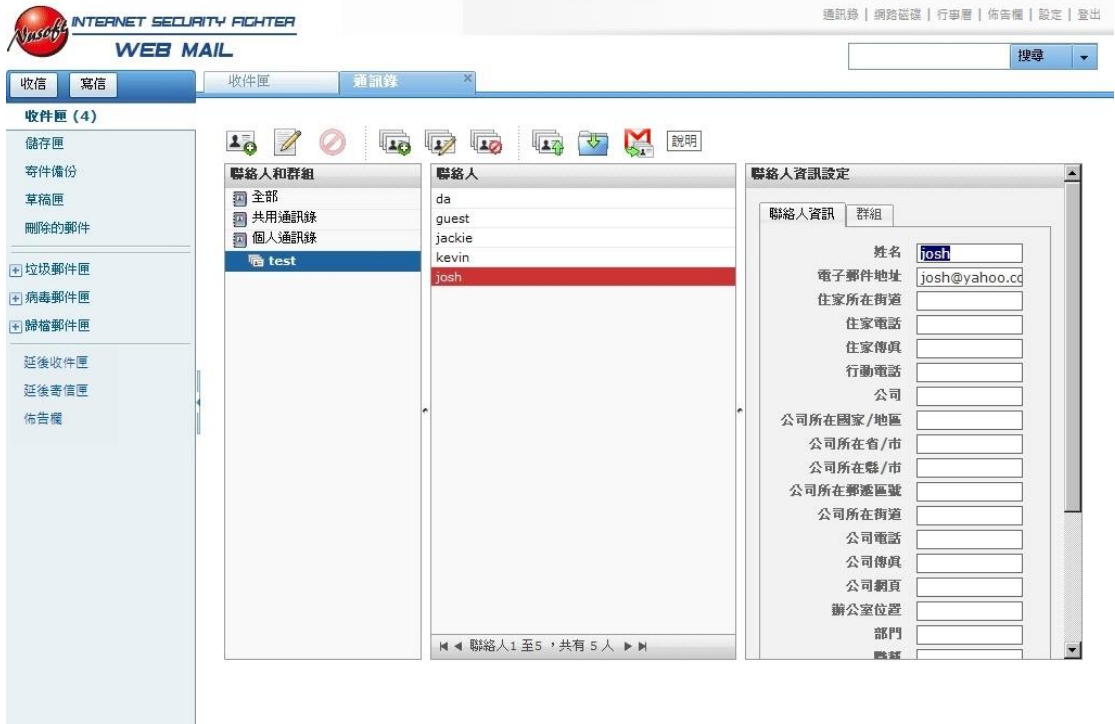 通訊錄 | 網路磁碟 | 行事曆 | 佈告欄 | 設定 | 登出
Nusoft INTERNET SECURITY FIGHTER
WEB MAIL
搜尋
收信 寫信
收件匣 通訊錄
收件匣 (4)
儲存匣
寄件備份
草稿匣
刪除的郵件
垃圾郵件匣
病毒郵件匣
歸檔郵件匣
延後收件匣
延後寄信匣
佈告欄
說明
聯絡人和群組
全部
共用通訊錄
個人通訊錄
test
聯絡人
da
guest
jackie
kevin
josh
聯絡人1 至5 ,共有 5 人
聯絡人資訊設定
聯絡人資訊 群組
姓名 josh
電子郵件地址 josh@yahoo.co
住家所在街道
住家電話
住家傳真
行動電話
公司
公司所在國家/地區
公司所在省/市
公司所在縣/市
公司所在郵遞區號
公司所在街道
公司電話
公司傳真
公司網頁
辦公室位置
部門